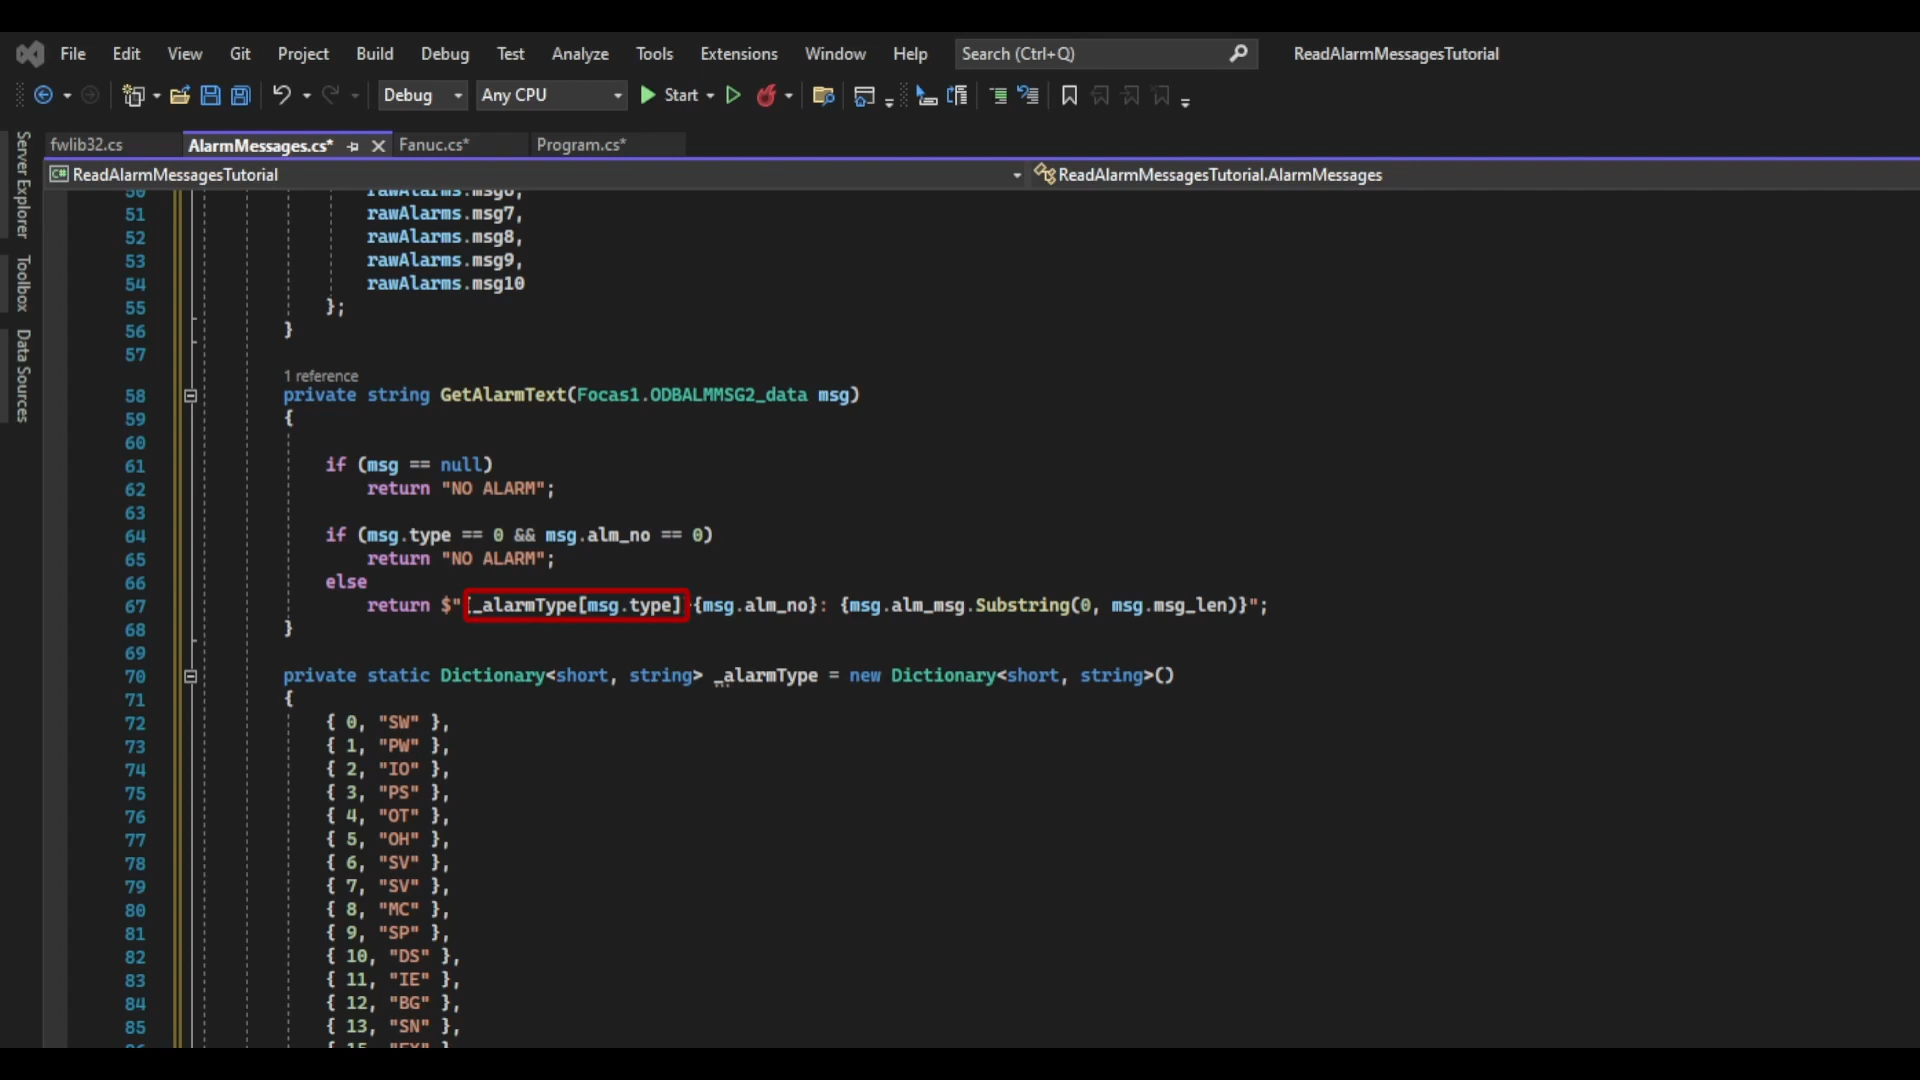 File Edit View Git Project Build Debug Test Analyze Tools Extensions Window Help Search (Ctrl+Q) ReadAlarmMessagesTutorial
Debug Any CPU Start
fwlib32.cs AlarmMessages.cs* Fanuc.cs* Program.cs*
ReadAlarmMessagesTutorial ReadAlarmMessagesTutorial.AlarmMessages
Server Explorer
Toolbox
Data Sources
50 rawAlarms.msg6,
51 rawAlarms.msg7,
52 rawAlarms.msg8,
53 rawAlarms.msg9,
54 rawAlarms.msg10
55 };
56 }
57
1 reference
58 private string GetAlarmText(Focas1.ODBALMMSG2_data msg)
59 {
60
61 if (msg == null)
62 return "NO ALARM";
63
64 if (msg.type == 0 && msg.alm_no == 0)
65 return "NO ALARM";
66 else
67 return $"{_alarmType[msg.type]}{msg.alm_no}: {msg.alm_msg.Substring(0, msg.msg_len)}";
68 }
69
70 private static Dictionary<short, string> _alarmType = new Dictionary<short, string>()
71 {
72 { 0, "SW" },
73 { 1, "PW" },
74 { 2, "IO" },
75 { 3, "PS" },
76 { 4, "OT" },
77 { 5, "OH" },
78 { 6, "SV" },
79 { 7, "SV" },
80 { 8, "MC" },
81 { 9, "SP" },
82 { 10, "DS" },
83 { 11, "IE" },
84 { 12, "BG" },
85 { 13, "SN" },